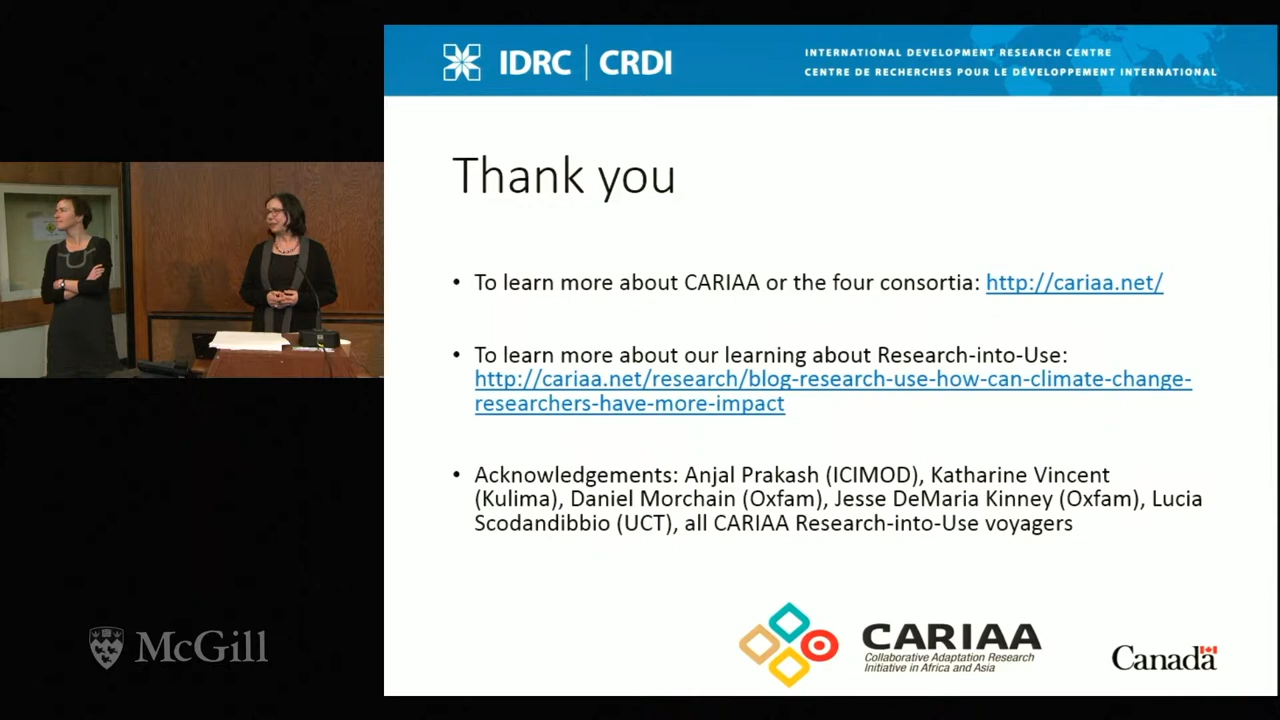 IDRC | CRDI
INTERNATIONAL DEVELOPMENT RESEARCH CENTRE
CENTRE DE RECHERCHES POUR LE DÉVELOPPEMENT INTERNATIONAL
Thank you
• To learn more about CARIAA or the four consortia: http://cariaa.net/
• To learn more about our learning about Research-into-Use:
http://cariaa.net/research/blog-research-use-how-can-climate-change-
researchers-have-more-impact
• Acknowledgements: Anjal Prakash (ICIMOD), Katharine Vincent
(Kulima), Daniel Morchain (Oxfam), Jesse DeMaria Kinney (Oxfam), Lucia
Scodandibbio (UCT), all CARIAA Research-into-Use voyagers
McGill
CARIAA
Collaborative Adaptation Research
Initiative in Africa and Asia
Canada